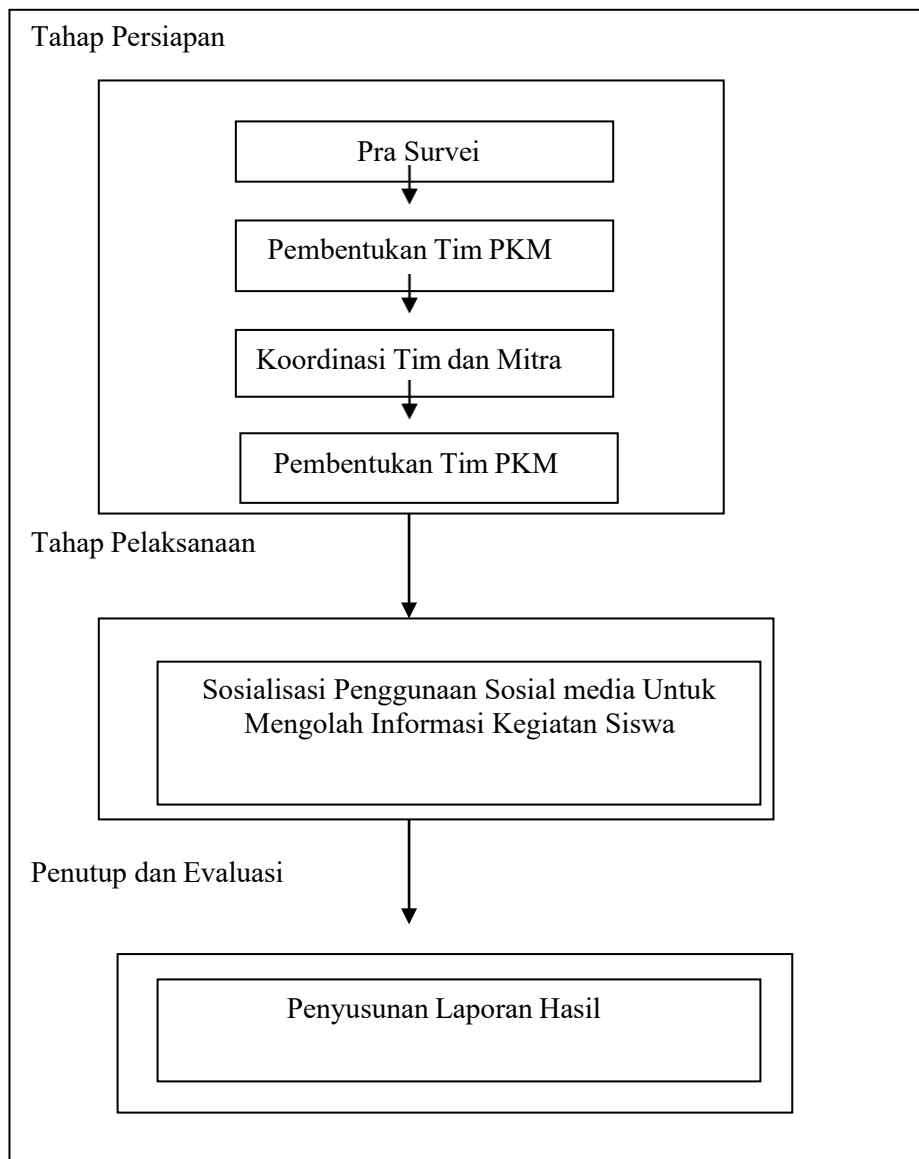 Tahap Persiapan
Pra Survei
Pembentukan Tim PKM
Koordinasi Tim dan Mitra
Pembentukan Tim PKM
Tahap Pelaksanaan
Sosialisasi Penggunaan Sosial media Untuk
Mengolah Informasi Kegiatan Siswa
Penutup dan Evaluasi
Penyusunan Laporan Hasil